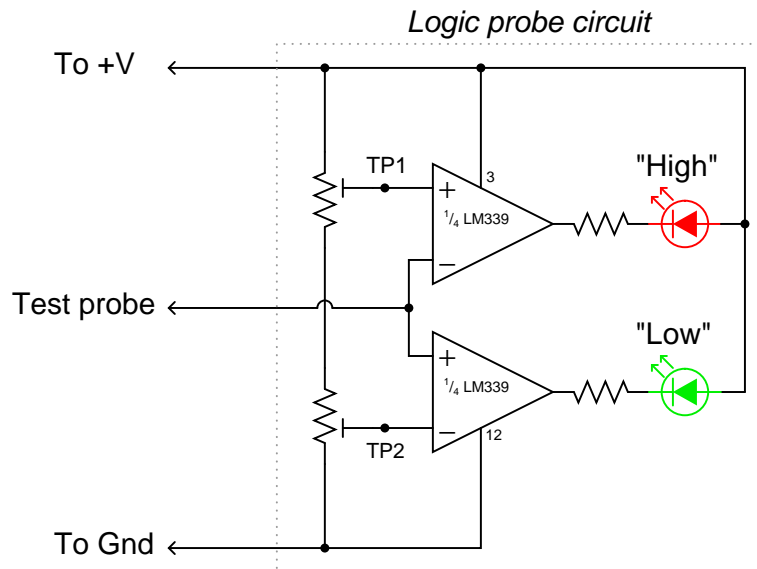 Logic probe circuit
To +V
TP1
3
"High"
+
1/4 LM339
−
Test probe
"Low"
+
1/4 LM339
−
12
TP2
To Gnd